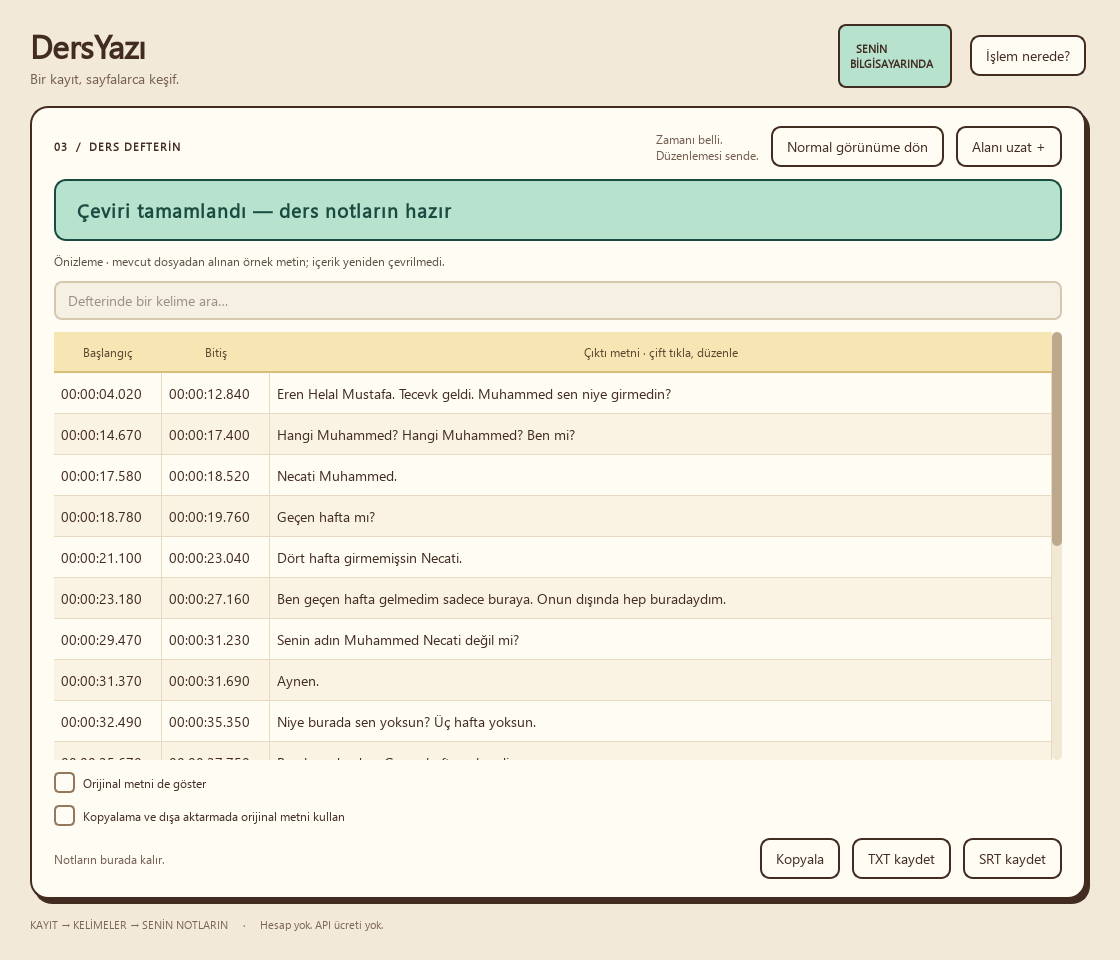 DersYazı
Bir kayıt, sayfalarca keşif.
SENİN
BİLGİSAYARINDA
İşlem nerede?
03 / DERS DEFTERİN
Zamanı belli.
Düzenlemesi sende.
Normal görünüme dön
Alanı uzat +
Çeviri tamamlandı — ders notların hazır
Önizleme · mevcut dosyadan alınan örnek metin; içerik yeniden çevrilmedi.
Defterinde bir kelime ara...
Başlangıç Bitiş Çıktı metni · çift tıkla, düzenle
00:00:04.020 00:00:12.840 Eren Helal Mustafa. Tecevk geldi. Muhammed sen niye girmedin?
00:00:14.670 00:00:17.400 Hangi Muhammed? Hangi Muhammed? Ben mi?
00:00:17.580 00:00:18.520 Necati Muhammed.
00:00:18.780 00:00:19.760 Geçen hafta mı?
00:00:21.100 00:00:23.040 Dört hafta girmemişsin Necati.
00:00:23.180 00:00:27.160 Ben geçen hafta gelmedim sadece buraya. Onun dışında hep buradaydım.
00:00:29.470 00:00:31.230 Senin adın Muhammed Necati değil mi?
00:00:31.370 00:00:31.690 Aynen.
00:00:32.490 00:00:35.350 Niye burada sen yoksun? Üç hafta yoksun.
Orijinal metni de göster
Kopyalama ve dışa aktarmada orijinal metni kullan
Notların burada kalır.
Kopyala
TXT kaydet
SRT kaydet
KAYIT → KELİMELER → SENİN NOTLARIN · Hesap yok. API ücreti yok.